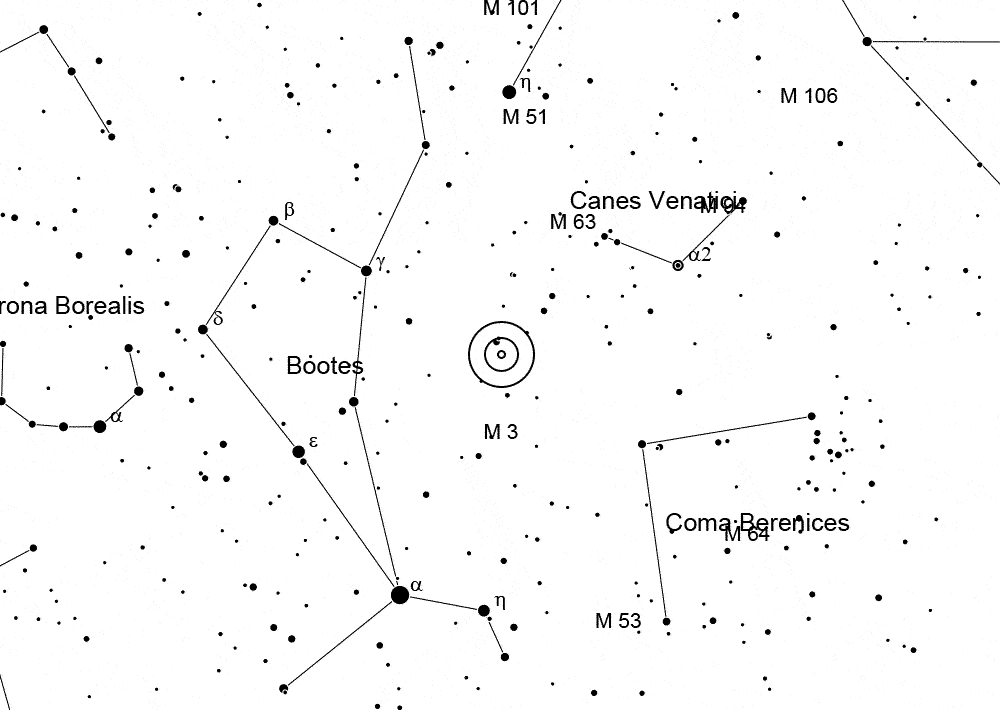 M 101
η
M 51
M 106
Canes Venatici
M 94
M 63
β
α2
γ
rona Borealis
δ
Bootes
α
ε
M 3
Coma Berenices
M 64
α
η
M 53